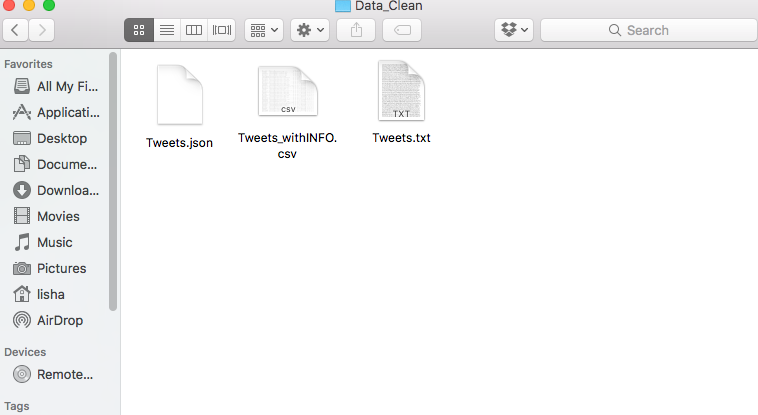 Data_Clean
Search
Favorites
All My Fi...
Applicati...
Desktop
Docume...
Downloa...
Movies
Music
Pictures
lisha
AirDrop
Devices
Remote...
Tags
Tweets.json
CSV
Tweets_withINFO.
csv
TXT
Tweets.txt